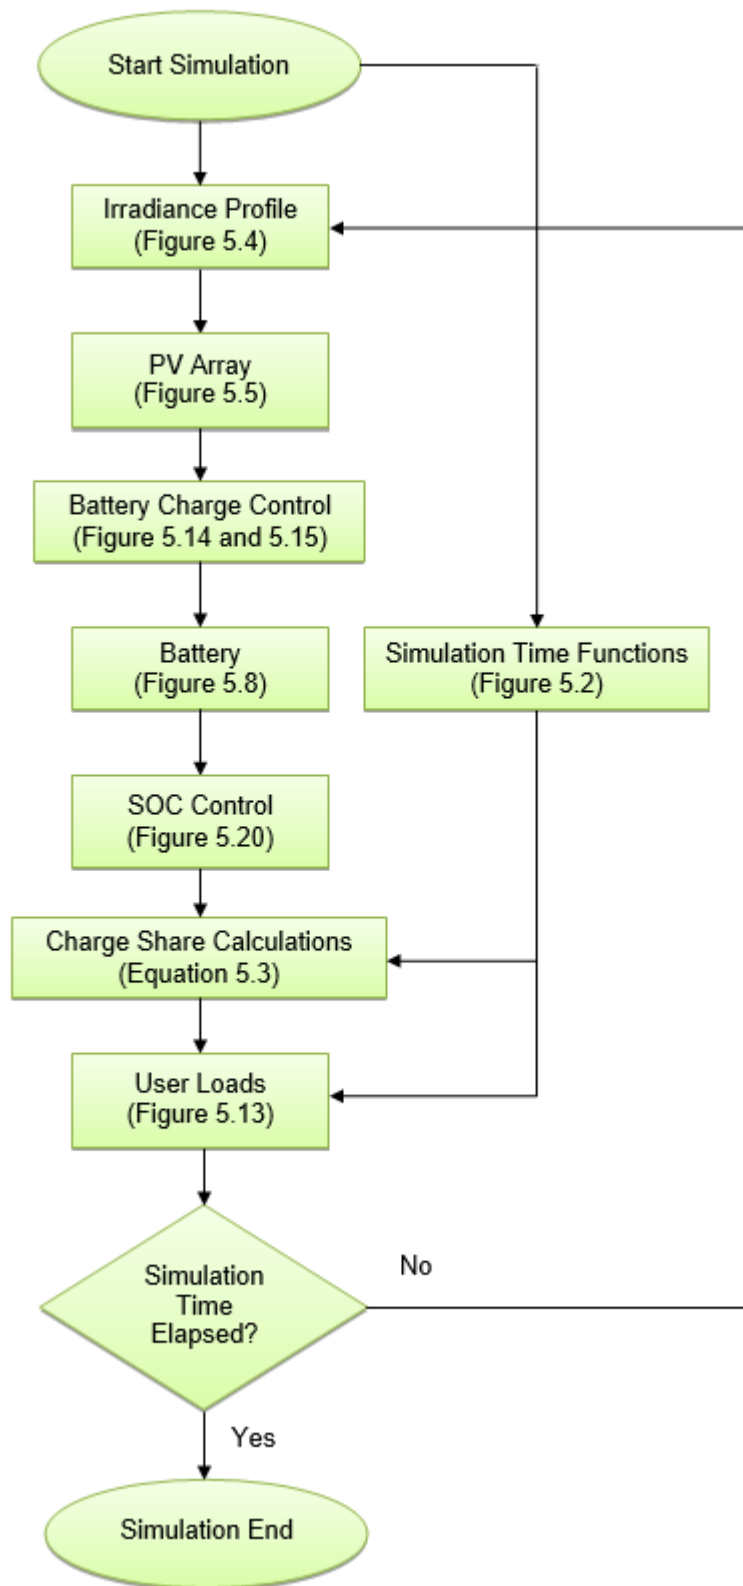 Start Simulation
Irradiance Profile
(Figure 5.4)
PV Array
(Figure 5.5)
Battery Charge Control
(Figure 5.14 and 5.15)
Battery
(Figure 5.8)
Simulation Time Functions
(Figure 5.2)
SOC Control
(Figure 5.20)
Charge Share Calculations
(Equation 5.3)
User Loads
(Figure 5.13)
Simulation
Time
Elapsed?
No
Yes
Simulation End